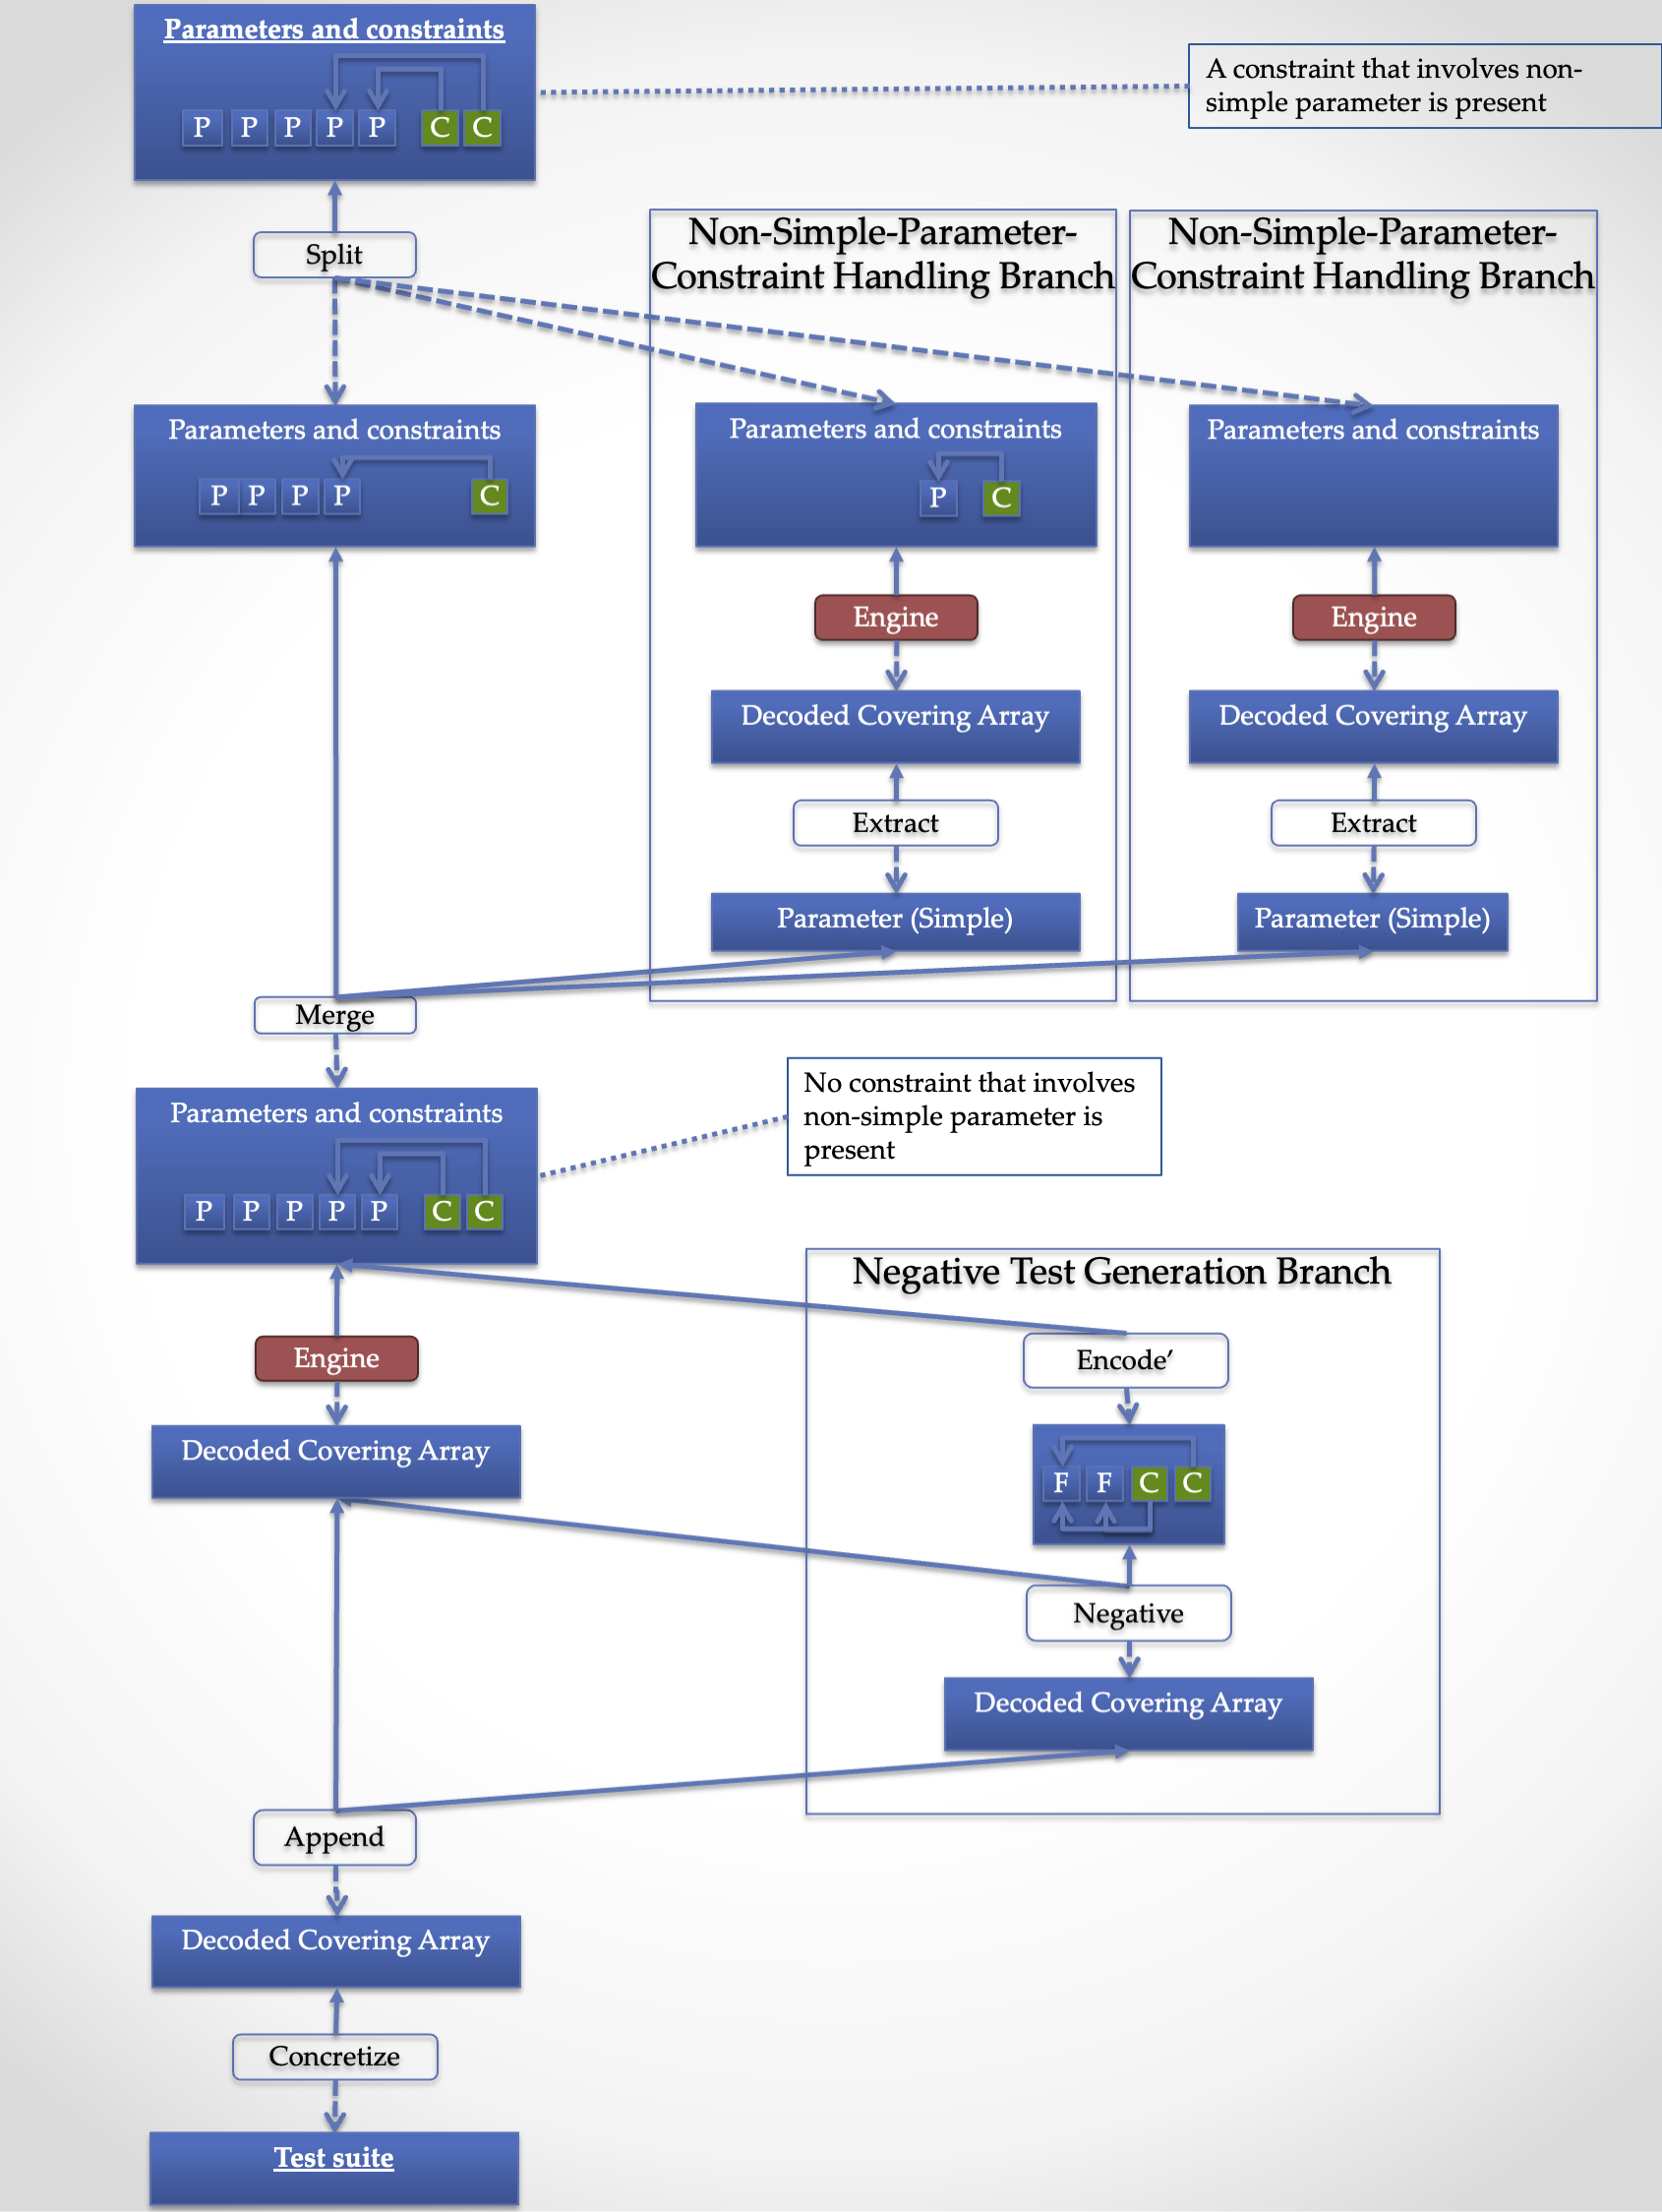 Parameters and constraints
P P P P P C C
A constraint that involves non-
simple parameter is present
Split
Non-Simple-Parameter-
Constraint Handling Branch
Non-Simple-Parameter-
Constraint Handling Branch
Parameters and constraints
P P P P C
Parameters and constraints
P C
Parameters and constraints
Engine
Engine
Decoded Covering Array
Decoded Covering Array
Extract
Extract
Parameter (Simple)
Parameter (Simple)
Merge
Parameters and constraints
P P P P P C C
No constraint that involves
non-simple parameter is
present
Negative Test Generation Branch
Engine
Encode’
Decoded Covering Array
F F C C
Negative
Decoded Covering Array
Append
Decoded Covering Array
Concretize
Test suite